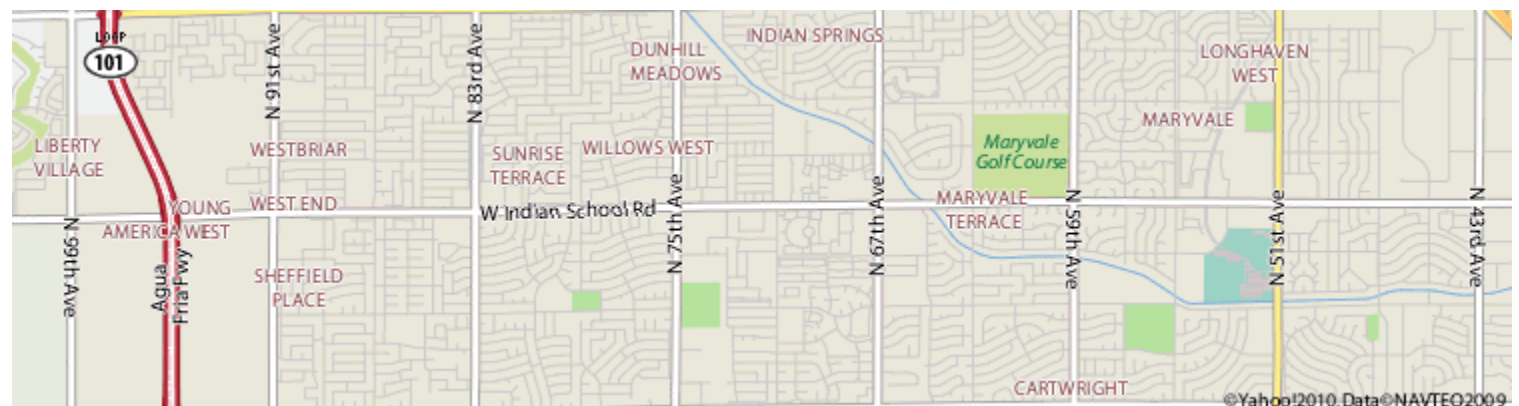 LOOP
101
N 91st Ave
N 83rd Ave
DUNHILL
MEADOWS
INDIAN SPRINGS
LONGHAVEN
WEST
MARYVALE
LIBERTY
VILLAGE
WESTBRIAR
SUNRISE
TERRACE
WILLOWS WEST
Maryvale
Golf Course
YOUNG
AMERICA WEST
WEST END
W Indian School Rd
MARYVALE
TERRACE
N 99th Ave
Agua
Fria Fwy
SHEFFIELD
PLACE
N 75th Ave
N 67th Ave
N 59th Ave
N 51st Ave
N 43rd Ave
CARTWRIGHT
©Yahoo!2010, Data©NAVTEQ2009